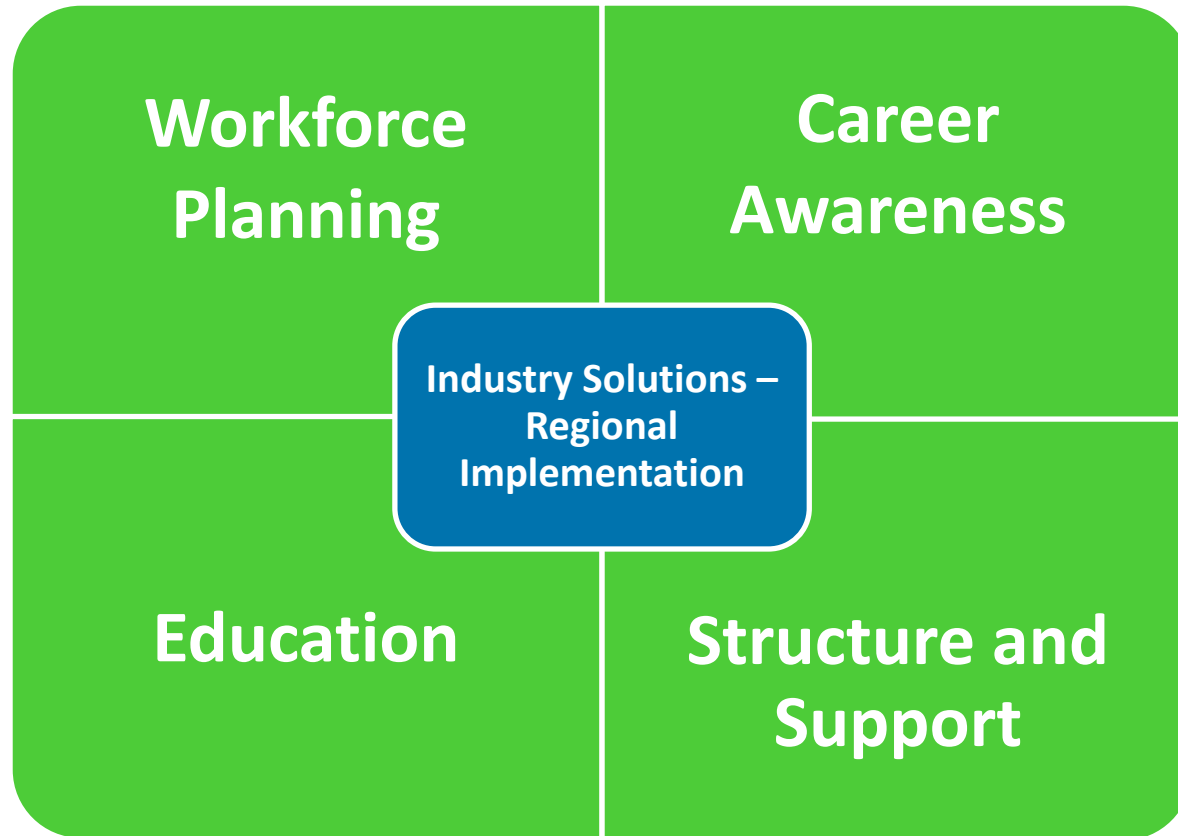 Workforce
Planning
Career
Awareness
Industry Solutions –
Regional
Implementation
Education
Structure and
Support